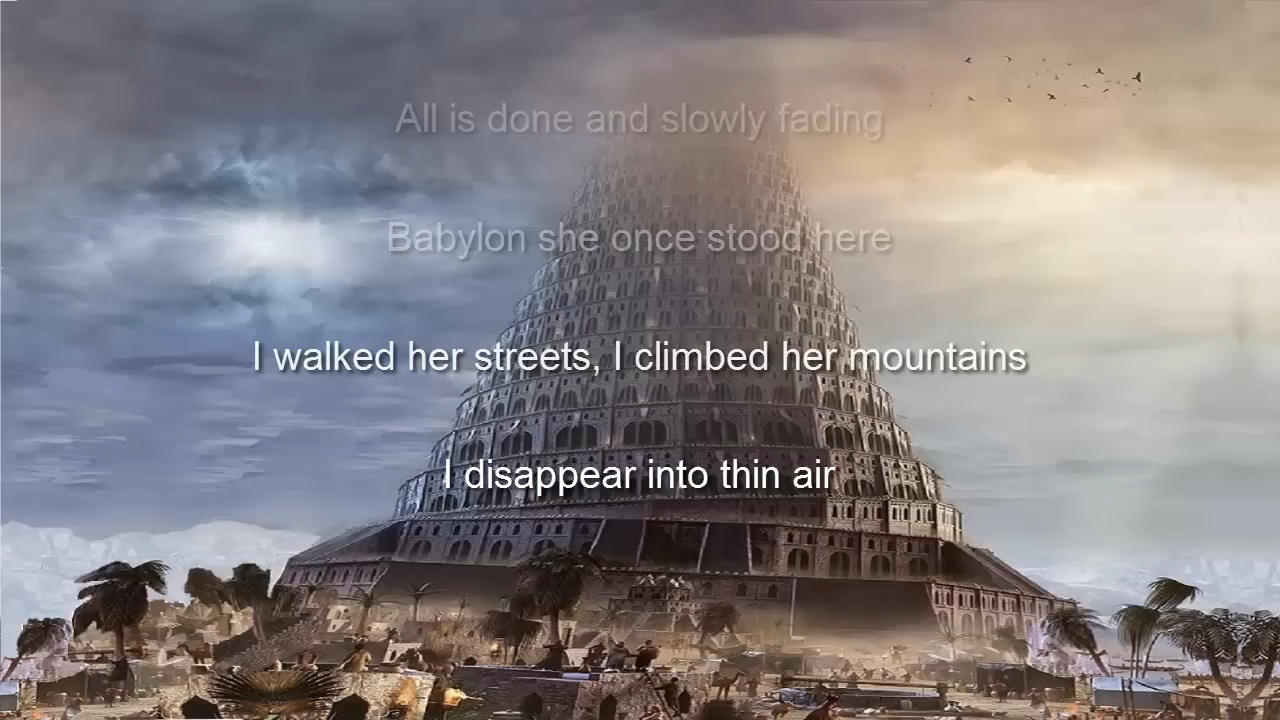 All is done and slowly fading
Babylon she once stood here
I walked her streets, I climbed her mountains
I disappear into thin air